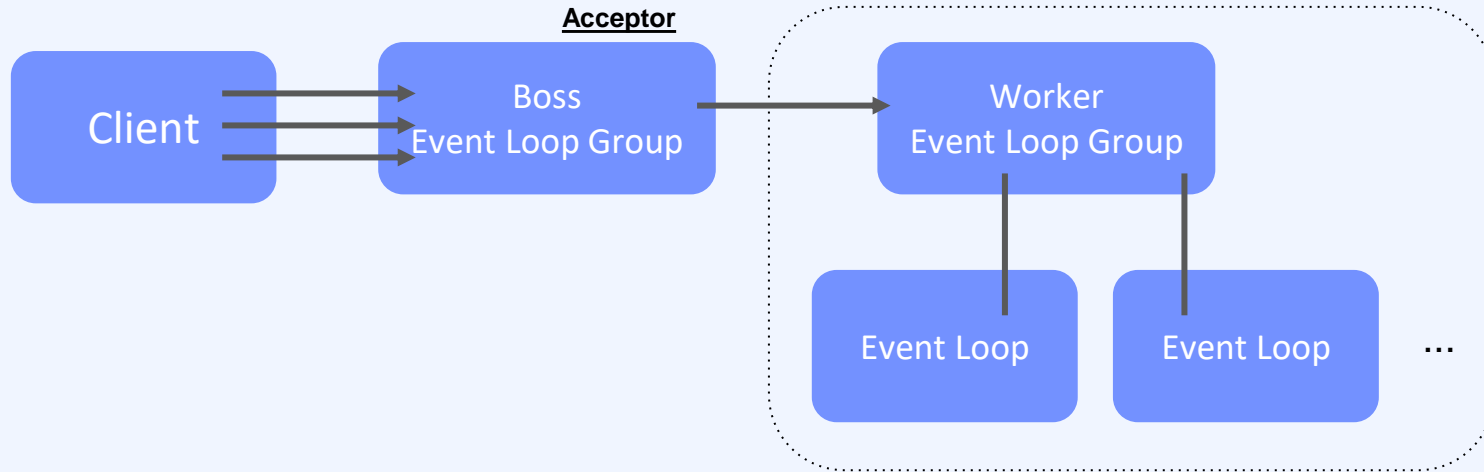 Acceptor
Client
Boss
Event Loop Group
Worker
Event Loop Group
Event Loop
Event Loop
...